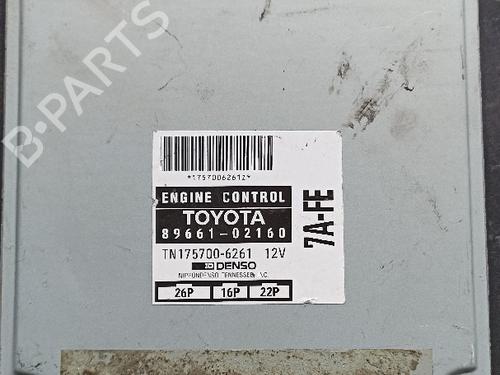 B-PARTS
*1757006261Z*
ENGINE CONTROL
TOYOTA
89661-02160
TN175700-6261 12V
DENSO
NIPPONDENSO TENNESSEE INC.
26P 16P 22P
7A-FE